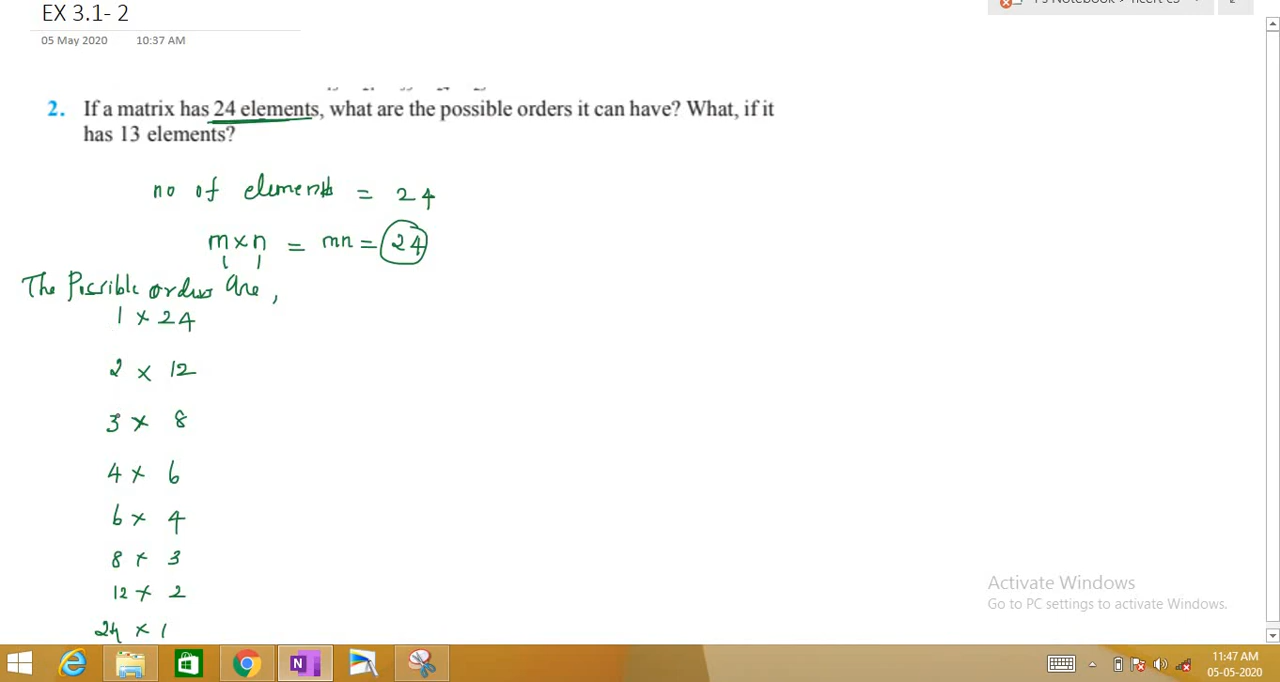 EX 3.1- 2
05 May 2020 10:37 AM
2. If a matrix has 24 elements, what are the possible orders it can have? What, if it
has 13 elements?
no of elements = 24
m × n = mn = 24
The Possible orders are,
1 × 24
2 × 12
3 × 8
4 × 6
6 × 4
8 × 3
12 × 2
24 × 1
Activate Windows
Go to PC settings to activate Windows.
11:47 AM
05-05-2020